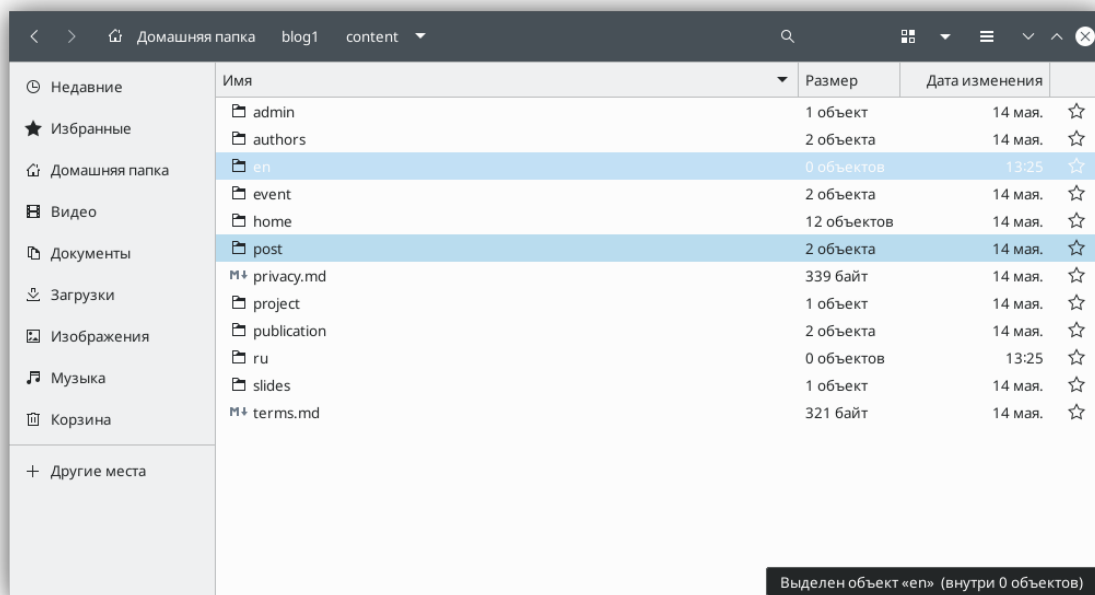 Домашняя папка blog1 content
Недавние
Избранные
Домашняя папка
Видео
Документы
Загрузки
Изображения
Музыка
Корзина
Другие места
Имя Размер Дата изменения
admin 1 объект 14 мая.
authors 2 объекта 14 мая.
en 0 объектов 13:25
event 2 объекта 14 мая.
home 12 объектов 14 мая.
post 2 объекта 14 мая.
M↓ privacy.md 339 байт 14 мая.
project 1 объект 14 мая.
publication 2 объекта 14 мая.
ru 0 объектов 13:25
slides 1 объект 14 мая.
M↓ terms.md 321 байт 14 мая.
Выделен объект «en» (внутри 0 объектов)